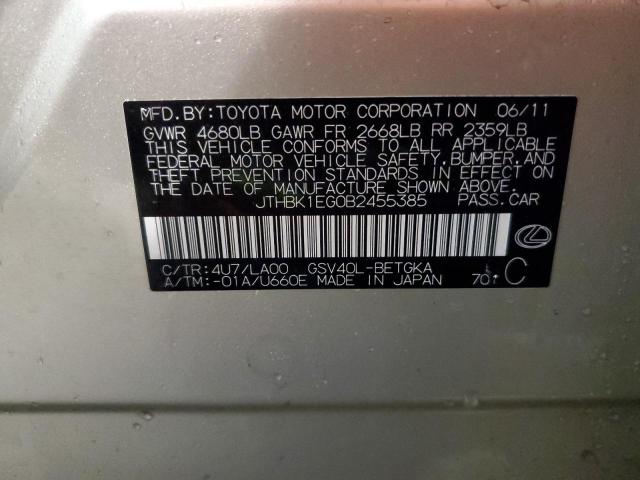 MFD.BY:TOYOTA MOTOR CORPORATION 06/11
GVWR 4680LB GAWR FR 2668LB RR 2359LB
THIS VEHICLE CONFORMS TO ALL APPLICABLE
FEDERAL MOTOR VEHICLE SAFETY,BUMPER,AND
THEFT PREVENTION STANDARDS IN EFFECT ON
THE DATE OF MANUFACTURE SHOWN ABOVE.
JTHBK1EG0B2455385 PASS.CAR
C/TR:4U7/LA00 GSV40L-BETGKA
A/TM:-01A/U660E MADE IN JAPAN 70 C